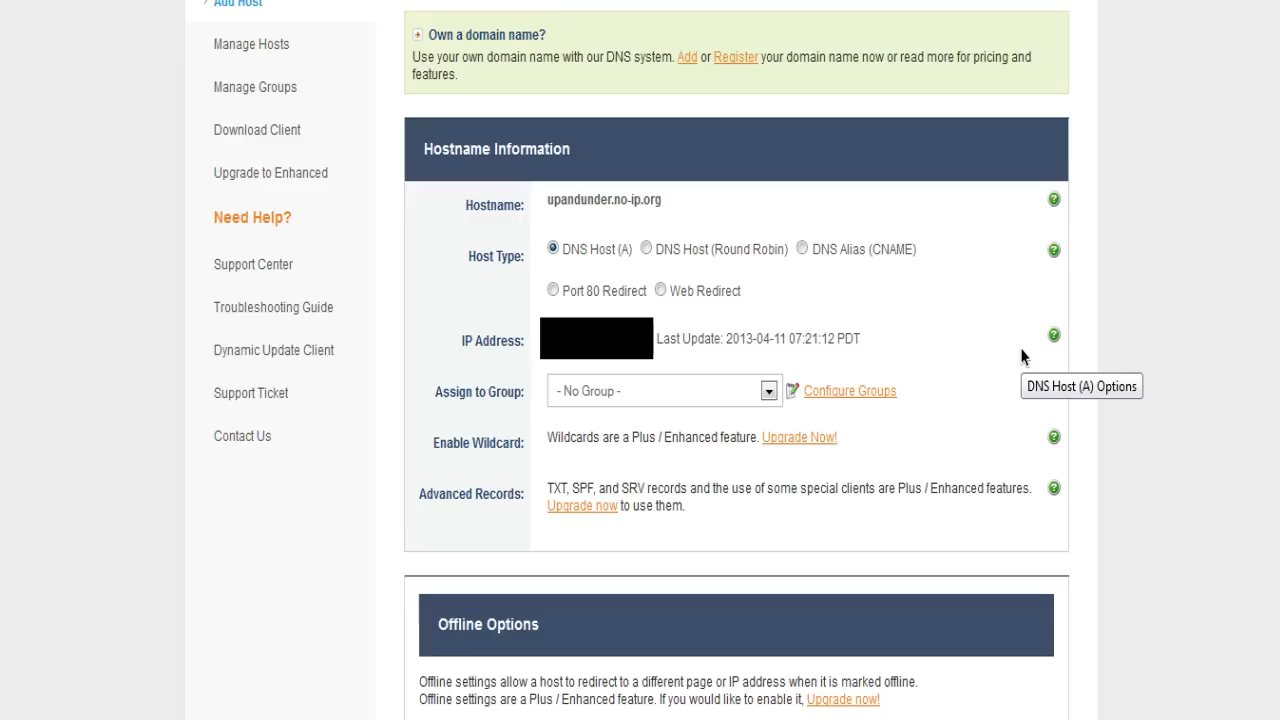 Add Host
Manage Hosts
Manage Groups
Download Client
Upgrade to Enhanced
Need Help?
Support Center
Troubleshooting Guide
Dynamic Update Client
Support Ticket
Contact Us
Own a domain name?
Use your own domain name with our DNS system. Add or Register your domain name now or read more for pricing and
features.
Hostname Information
Hostname: upandunder.no-ip.org
Host Type: DNS Host (A) DNS Host (Round Robin) DNS Alias (CNAME)
Port 80 Redirect Web Redirect
IP Address: Last Update: 2013-04-11 07:21:12 PDT
DNS Host (A) Options
Assign to Group: - No Group - Configure Groups
Enable Wildcard: Wildcards are a Plus / Enhanced feature. Upgrade Now!
Advanced Records: TXT, SPF, and SRV records and the use of some special clients are Plus / Enhanced features.
Upgrade now to use them.
Offline Options
Offline settings allow a host to redirect to a different page or IP address when it is marked offline.
Offline settings are a Plus / Enhanced feature. If you would like to enable it, Upgrade now!